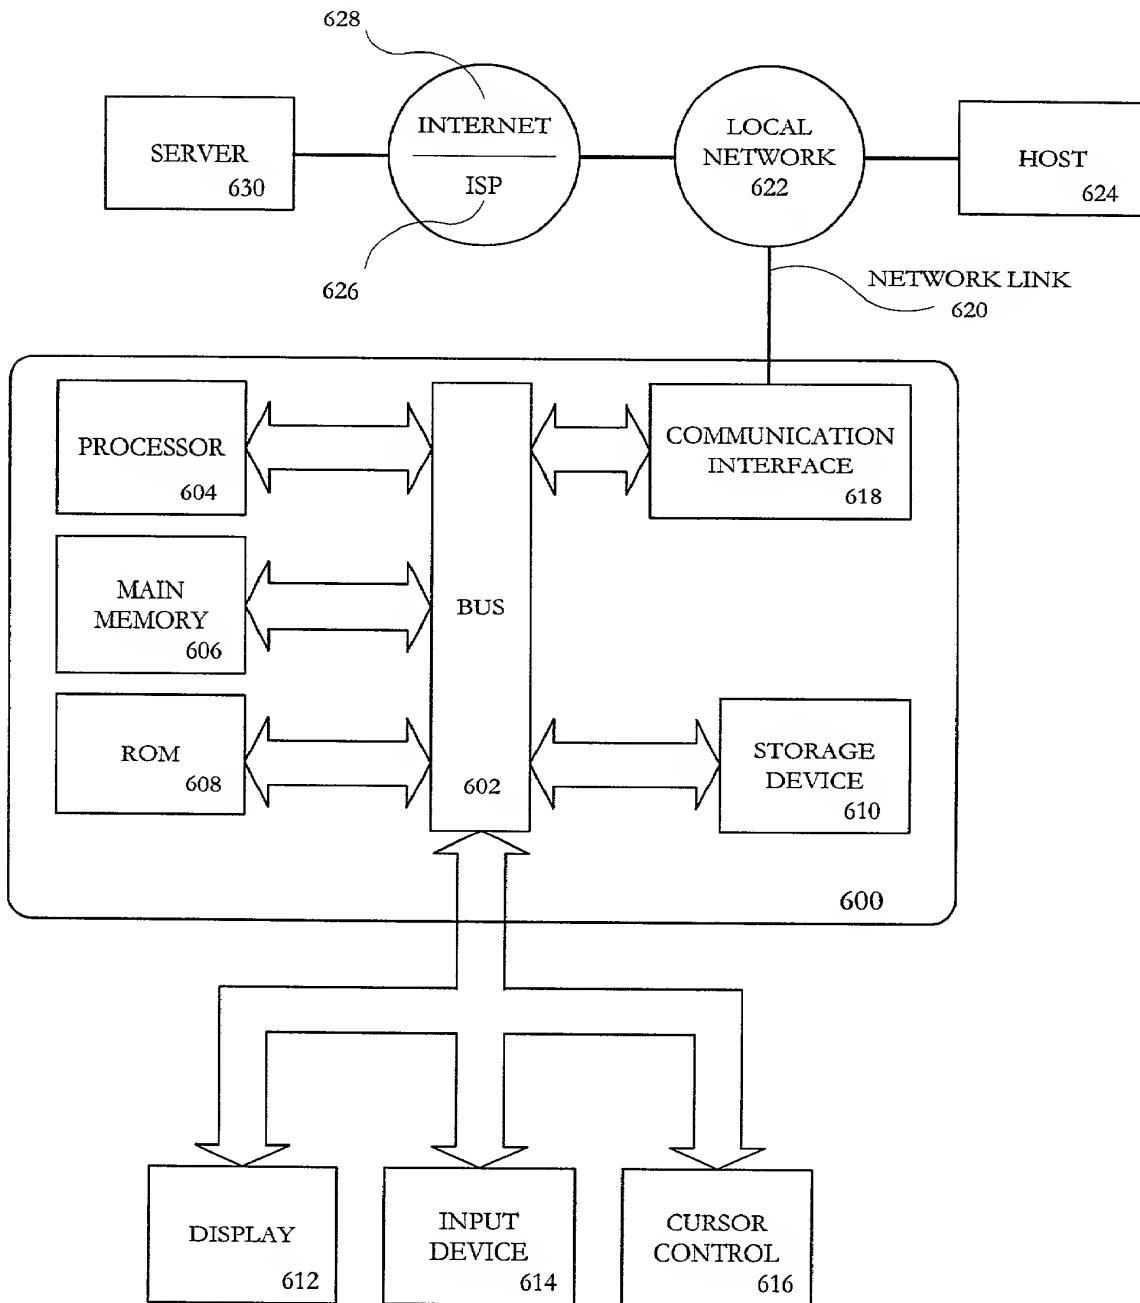 628
SERVER
630
INTERNET
ISP
LOCAL
NETWORK
622
HOST
624
626
NETWORK LINK
620
PROCESSOR
604
BUS
602
COMMUNICATION
INTERFACE
618
MAIN
MEMORY
606
ROM
608
STORAGE
DEVICE
610
600
DISPLAY
612
INPUT
DEVICE
614
CURSOR
CONTROL
616